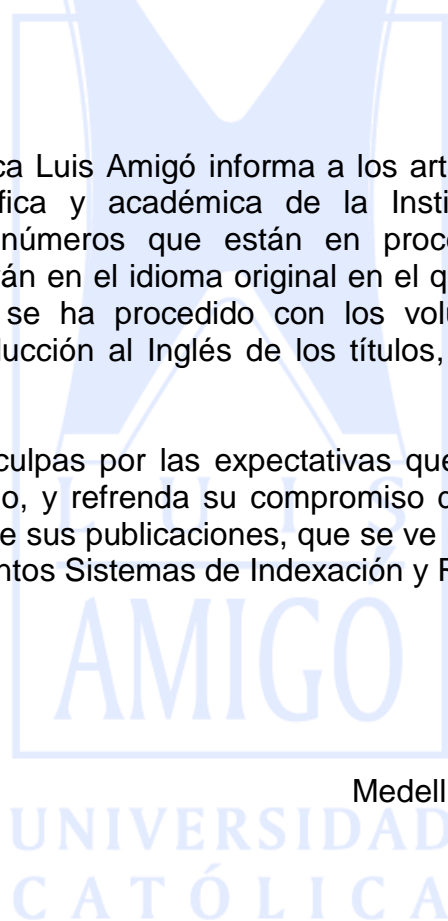 ca Luis Amigó informa a los art
fica y académica de la Insti
números que están en proc
án en el idioma original en el q
se ha procedido con los vol
ducción al Inglés de los títulos,
culpas por las expectativas que
o, y refrenda su compromiso c
e sus publicaciones, que se ve
ntos Sistemas de Indexación y
LUIS
AMIGO
Medell
UNIVERSIDAD
CATÓLICA